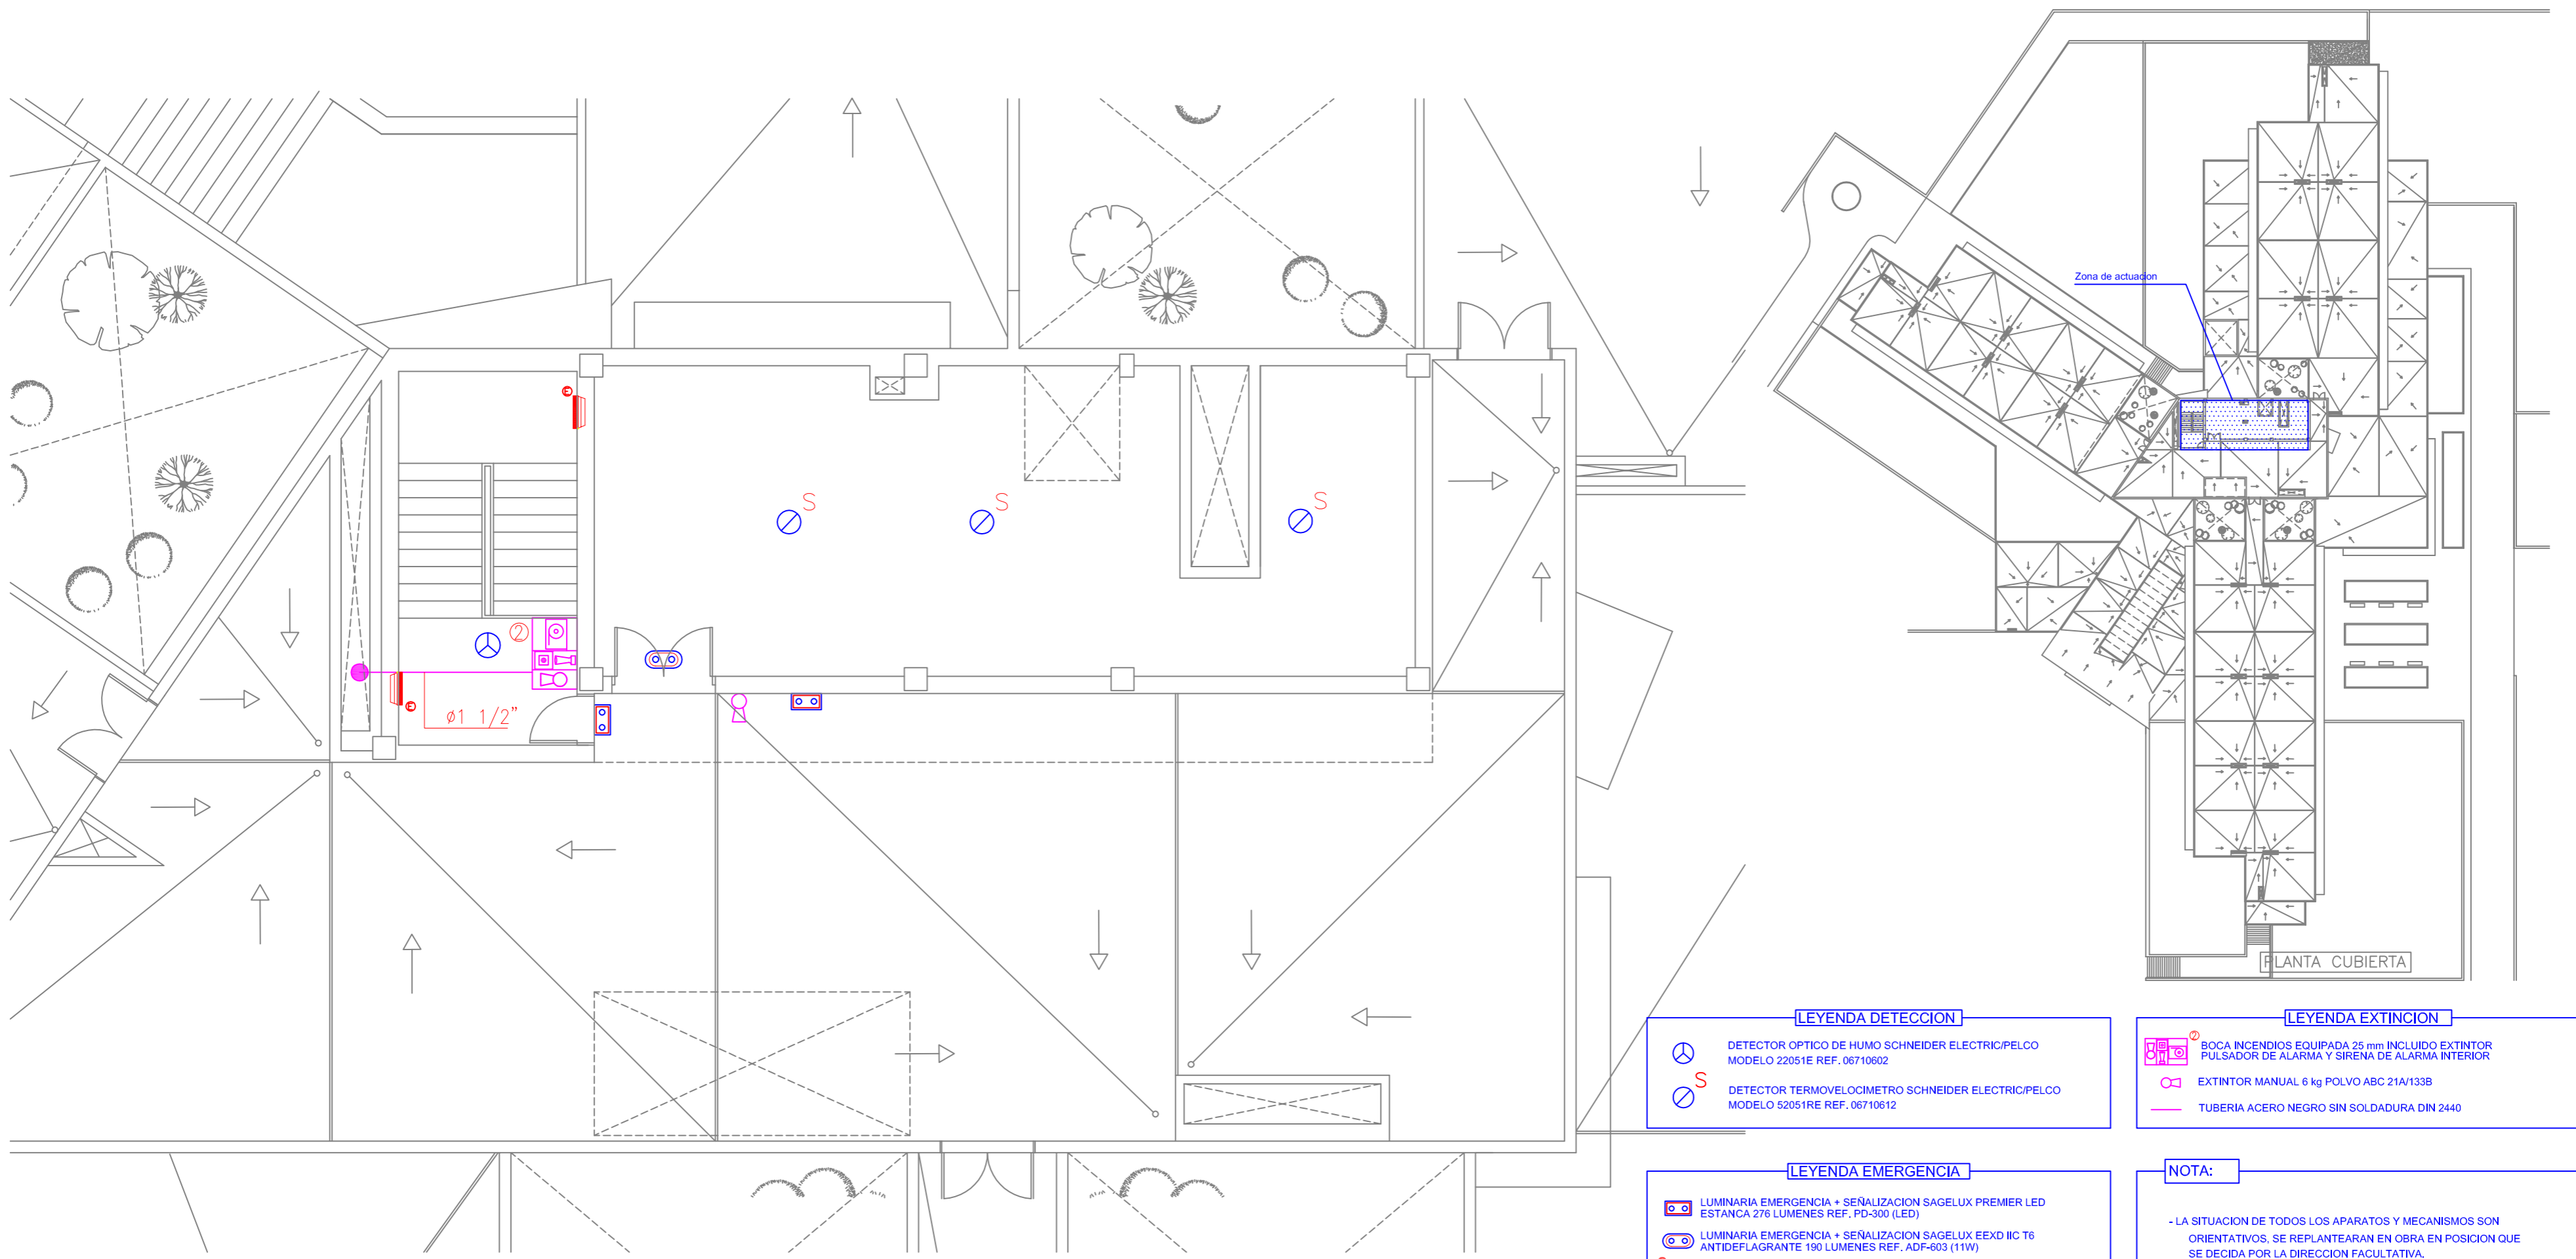 Zona de actuacion
S
S
S
②
ø1 1/2"
PLANTA CUBIERTA
LEYENDA DETECCION
DETECTOR OPTICO DE HUMO SCHNEIDER ELECTRIC/PELCO
MODELO 22051E REF. 06710602
S
DETECTOR TERMOVELOCIMETRO SCHNEIDER ELECTRIC/PELCO
MODELO 52051RE REF. 06710612
LEYENDA EXTINCION
②
BOCA INCENDIOS EQUIPADA 25 mm INCLUIDO EXTINTOR
PULSADOR DE ALARMA Y SIRENA DE ALARMA INTERIOR
EXTINTOR MANUAL 6 kg POLVO ABC 21A/133B
TUBERIA ACERO NEGRO SIN SOLDADURA DIN 2440
LEYENDA EMERGENCIA
LUMINARIA EMERGENCIA + SEÑALIZACION SAGELUX PREMIER LED
ESTANCA 276 LUMENES REF. PD-300 (LED)
LUMINARIA EMERGENCIA + SEÑALIZACION SAGELUX EEXD IIC T6
ANTIDEFLAGRANTE 190 LUMENES REF. ADF-603 (11W)
NOTA:
- LA SITUACION DE TODOS LOS APARATOS Y MECANISMOS SON
ORIENTATIVOS, SE REPLANTEARAN EN OBRA EN POSICION QUE
SE DECIDA POR LA DIRECCION FACULTATIVA.